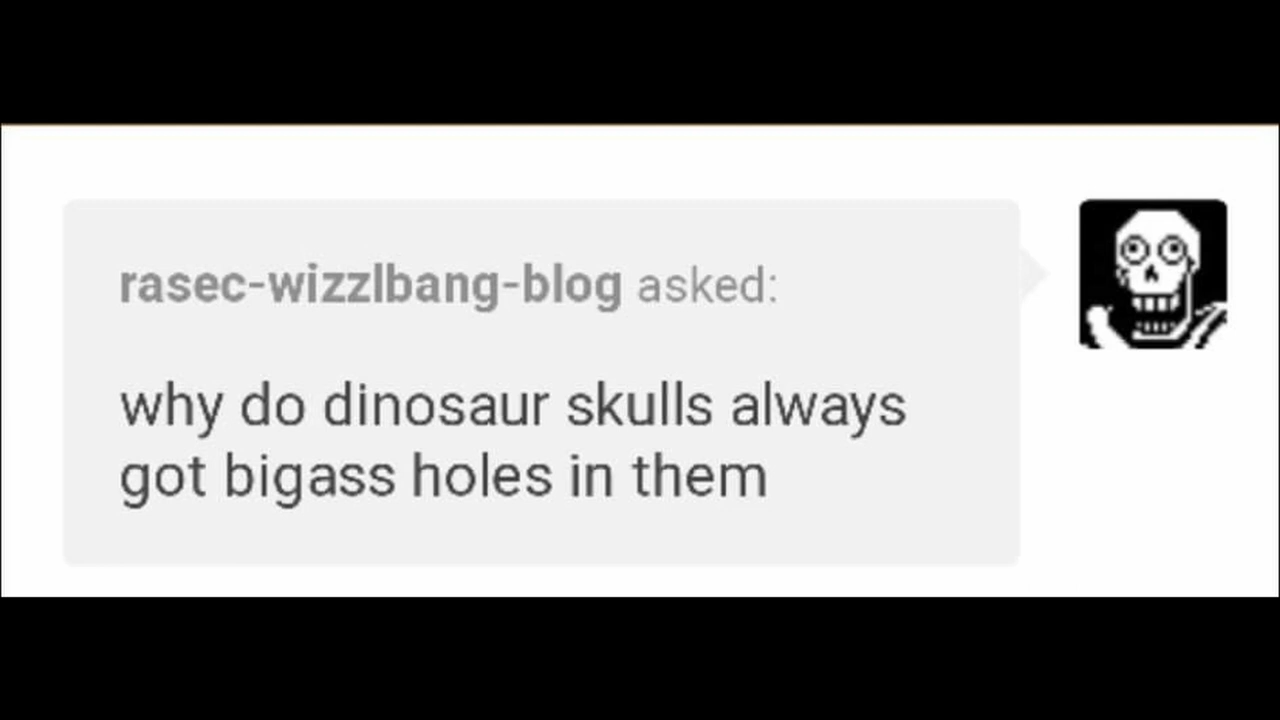 rasec-wizzlbang-blog asked:
why do dinosaur skulls always
got bigass holes in them